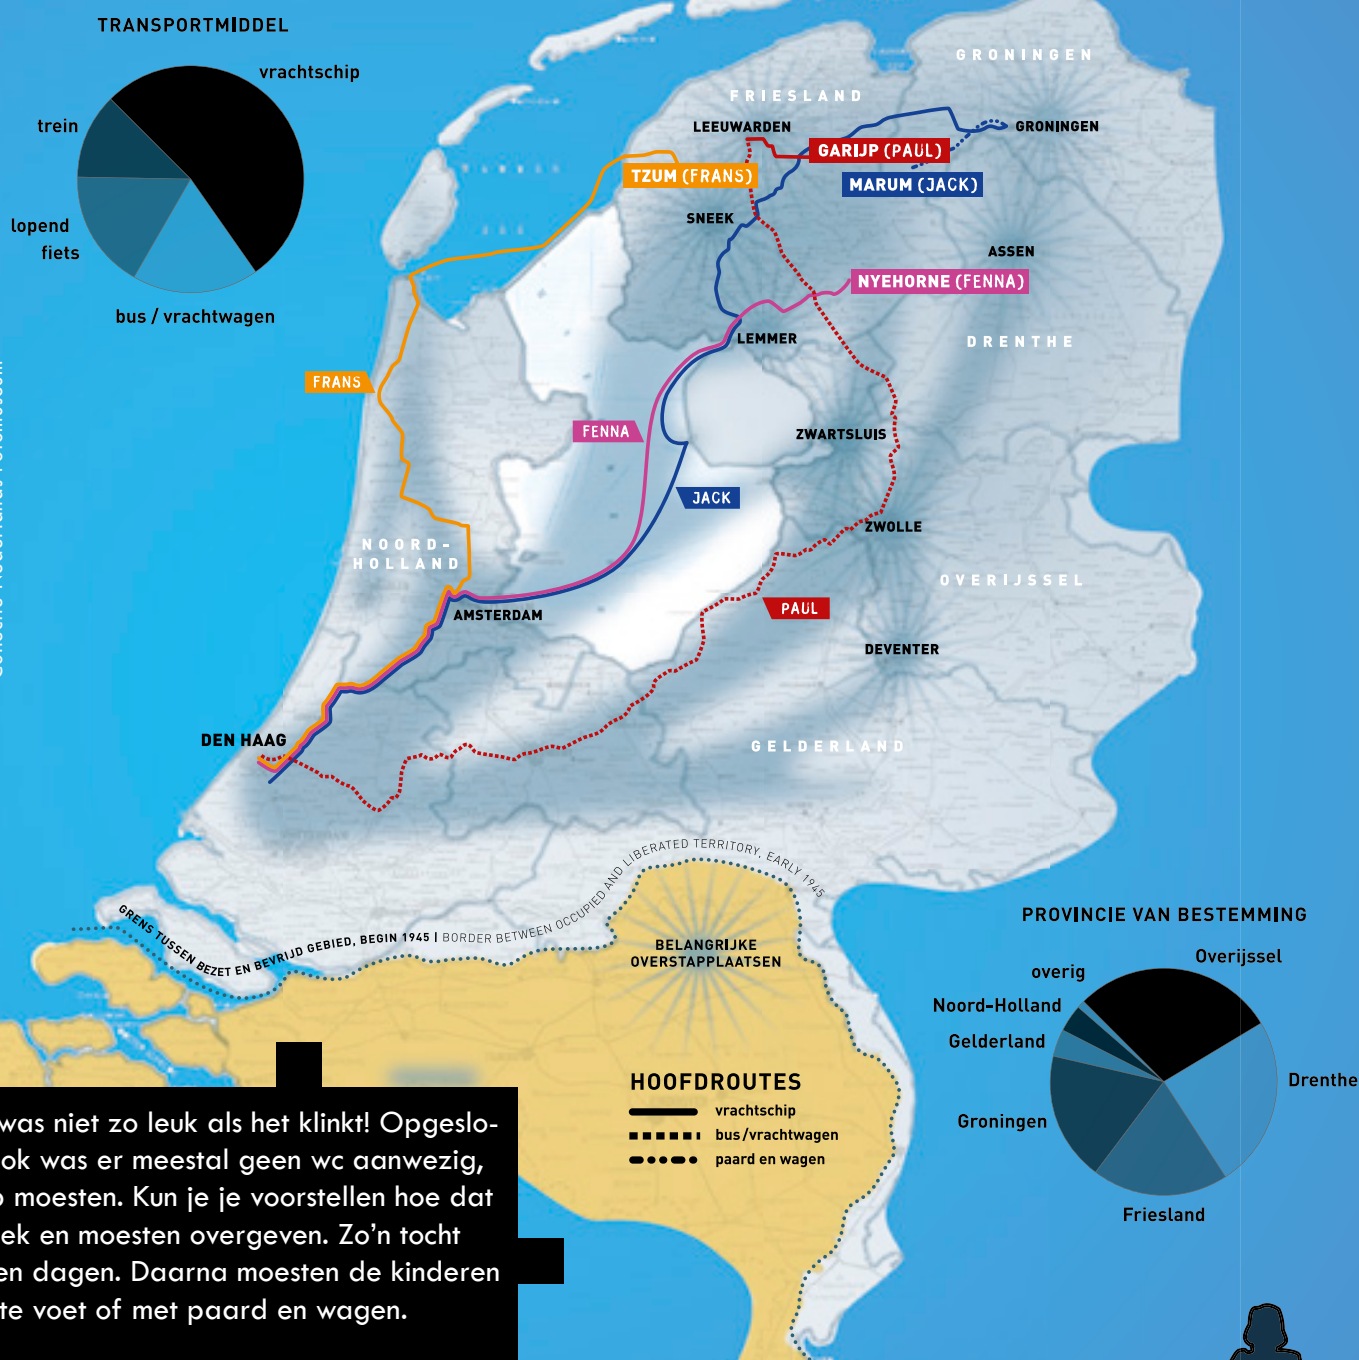 TRANSPORTMIDDEL
vrachtschip
trein
lopend
fiets
bus / vrachtwagen
GRONINGEN
FRIESLAND
LEEUWARDEN
GRONINGEN
GARIJP (PAUL)
TZUM (FRANS)
MARUM (JACK)
SNEEK
ASSEN
NYEHORNE (FENNA)
LEMMER
DRENTHE
FRANS
FENNA
ZWARTSLUIS
JACK
ZWOLLE
NOORD-
HOLLAND
OVERIJSSEL
AMSTERDAM
PAUL
DEVENTER
DEN HAAG
GELDERLAND
GRENS TUSSEN BEZET EN BEVRIJD GEBIED, BEGIN 1945 | BORDER BETWEEN OCCUPIED AND LIBERATED TERRITORY, EARLY 1945
BELANGRIJKE
OVERSTAPPLAATSEN
PROVINCIE VAN BESTEMMING
Overijssel
overig
Noord-Holland
Gelderland
Drenthe
Groningen
Friesland
HOOFDROUTES
vrachtschip
bus/vrachtwagen
paard en wagen
was niet zo leuk als het klinkt! Opgeslo-
ok was er meestal geen wc aanwezig,
moesten. Kun je je voorstellen hoe dat
ek en moesten overgeven. Zo'n tocht
en dagen. Daarna moesten de kinderen
te voet of met paard en wagen.